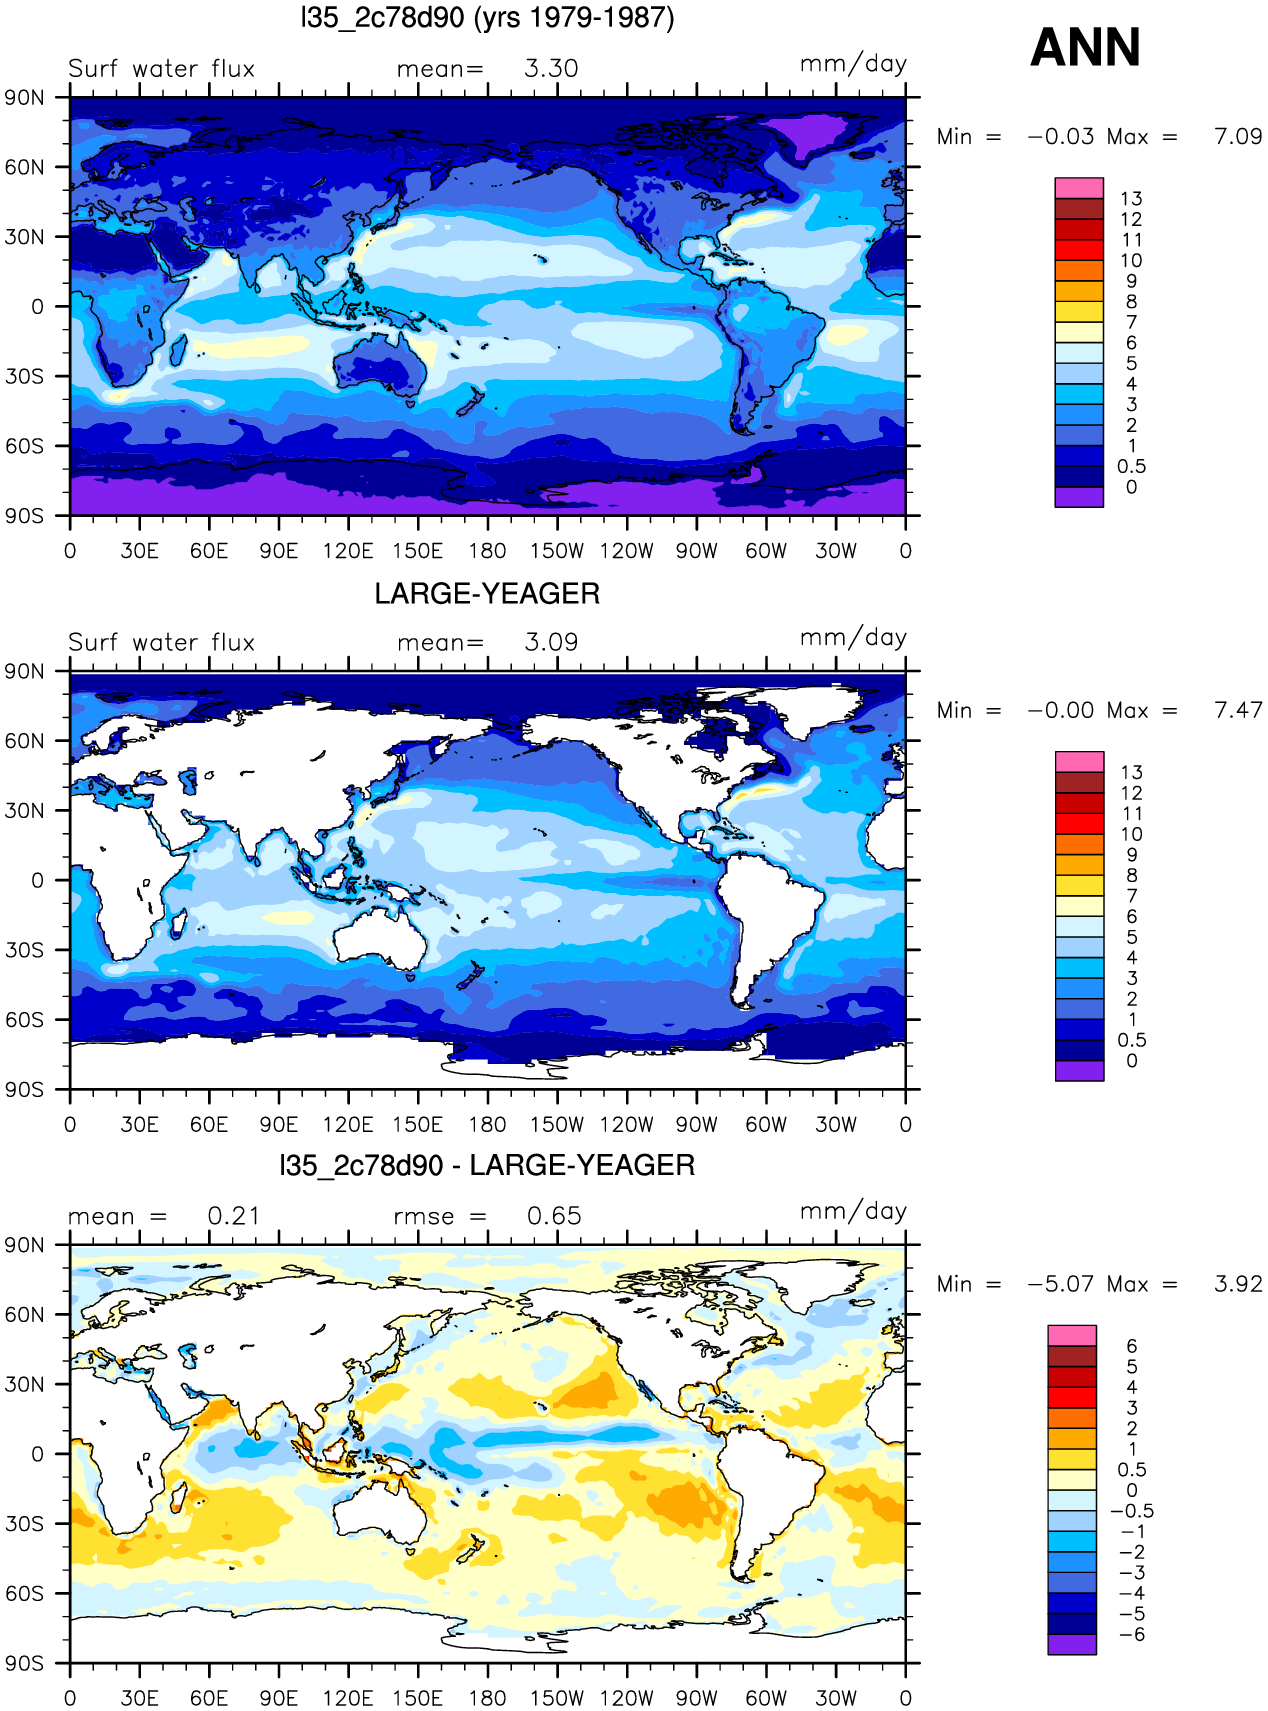 l35_2c78d90 (yrs 1979-1987)
ANN
Surf water flux mean= 3.30 mm/day
Min = −0.03 Max = 7.09
90N
60N
30N
0
30S
60S
90S
0 30E 60E 90E 120E 150E 180 150W 120W 90W 60W 30W 0
13
12
11
10
9
8
7
6
5
4
3
2
1
0.5
0
LARGE-YEAGER
Surf water flux mean= 3.09 mm/day
Min = −0.00 Max = 7.47
90N
60N
30N
0
30S
60S
90S
0 30E 60E 90E 120E 150E 180 150W 120W 90W 60W 30W 0
13
12
11
10
9
8
7
6
5
4
3
2
1
0.5
0
l35_2c78d90 - LARGE-YEAGER
mean = 0.21 rmse = 0.65 mm/day
Min = −5.07 Max = 3.92
90N
60N
30N
0
30S
60S
90S
0 30E 60E 90E 120E 150E 180 150W 120W 90W 60W 30W 0
6
5
4
3
2
1
0.5
0
−0.5
−1
−2
−3
−4
−5
−6